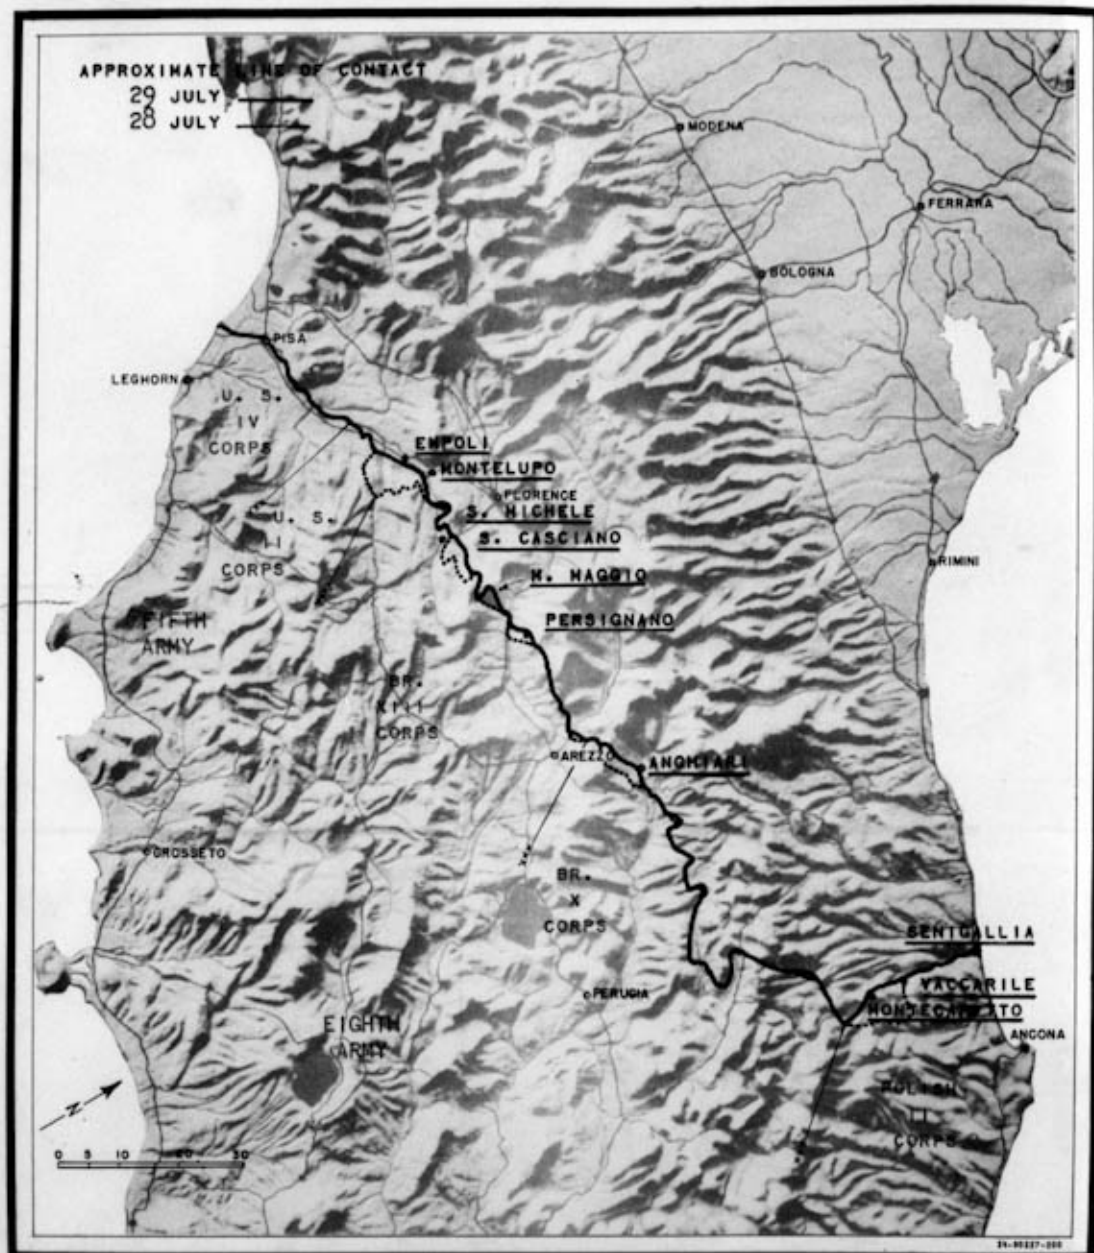 APPROXIMATE LINE OF CONTACT
29 JULY
28 JULY
MODENA
FERRARA
BOLOGNA
PISA
LEGHORN
U. S.
IV
CORPS
EMPOLI
MONTELUPO
FLORENCE
S. MICHELE
U. S.
II
CORPS
S. CASCIANO
RIMINI
M. MAGGIO
PERSIGNANO
FIFTH
ARMY
BR.
XIII
CORPS
AREZZO
ANGHIARI
GROSSETO
BR.
X
CORPS
SENIGALLIA
VACCARILE
PERUGIA
MONTECAROTTO
EIGHTH
ARMY
ANCONA
POLISH
II
CORPS
N
0 5 10 20 30